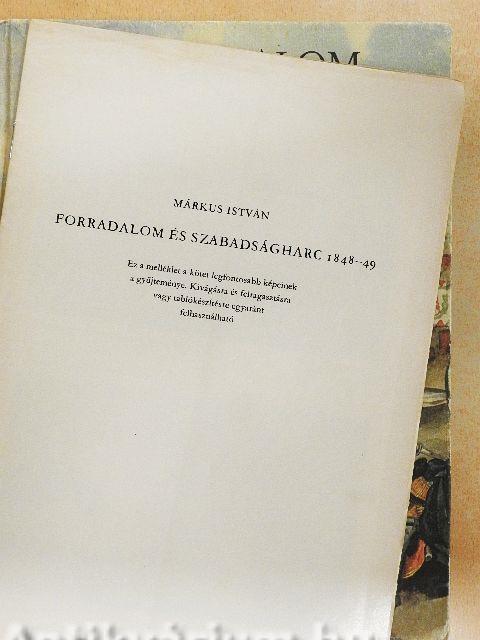 ALOM
MÁRKUS ISTVÁN
FORRADALOM ÉS SZABADSÁGHARC 1848--49
Ez a melléklet a kötet legfontosabb képeinek
a gyűjteménye. Kivágásra és felragasztásra
vagy tablókészítésre egyaránt
felhasználható